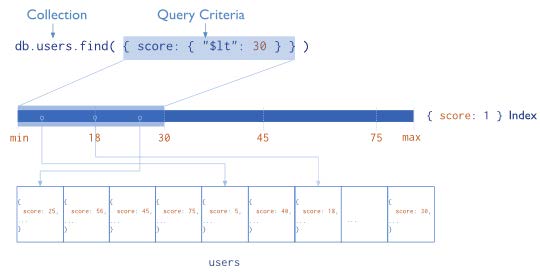 Collection Query Criteria
db.users.find( { score: { "$lt": 30 } } )
{ score: 1 } Index
min 18 30 45 75 max
{ { { { { { { {
score: 25, score: 56, score: 45, score: 75, score: 5, score: 40, score: 18, score: 30,
... ... ... ... ... ... ... ... ...
} } } } } } } }
users